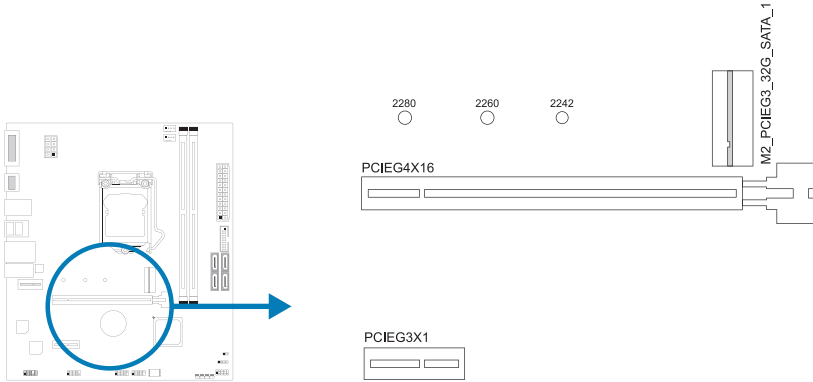 M2_PCIEG3_32G_SATA_1
2280 2260 2242
PCIEG4X16
PCIEG3X1